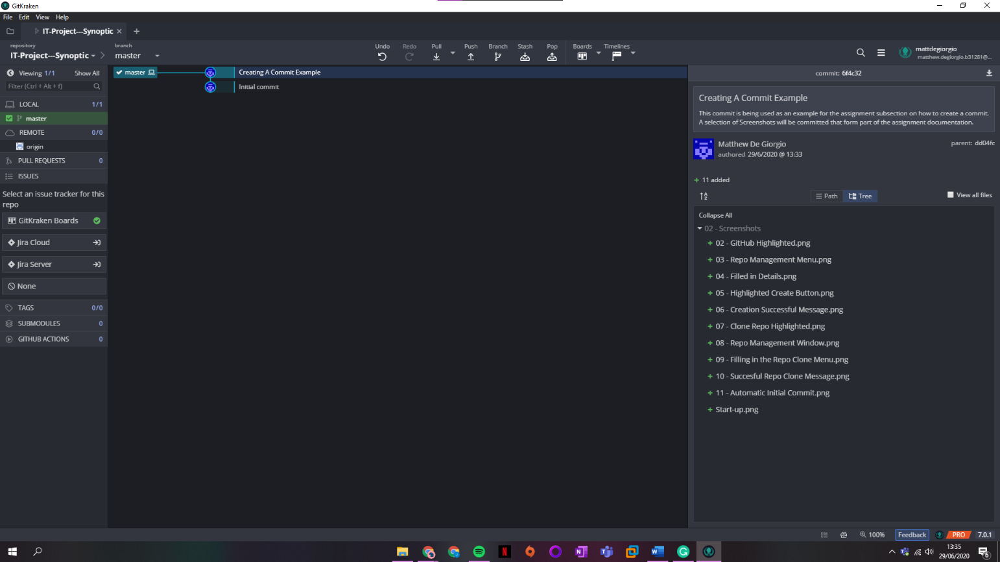 GitKraken
File Edit View Help
IT-Project---Synoptic
repository
IT-Project---Synoptic
branch
master
Undo Redo Pull Push Branch Stash Pop Boards Timelines
mattdegiorgio
matthew.degiorgio.b31281@...
Viewing 1/1 Show All
Filter (Ctrl + Alt + f)
LOCAL 1/1
master
REMOTE 0/0
origin
PULL REQUESTS 0
ISSUES
Select an issue tracker for this
repo
GitKraken Boards
Jira Cloud
Jira Server
None
TAGS 0/0
SUBMODULES 0
GITHUB ACTIONS 0
master
Creating A Commit Example
Initial commit
commit: 6f4c32
Creating A Commit Example
This commit is being used as an example for the assignment subsection on how to create a commit.
A selection of Screenshots will be committed that form part of the assignment documentation.
Matthew De Giorgio
authored 29/6/2020 @ 13:33
parent: dd04fc
+ 11 added
Path Tree View all files
Collapse All
02 - Screenshots
+ 02 - GitHub Highlighted.png
+ 03 - Repo Management Menu.png
+ 04 - Filled in Details.png
+ 05 - Highlighted Create Button.png
+ 06 - Creation Successful Message.png
+ 07 - Clone Repo Highlighted.png
+ 08 - Repo Management Window.png
+ 09 - Filling in the Repo Clone Menu.png
+ 10 - Succesful Repo Clone Message.png
+ 11 - Automatic Initial Commit.png
+ Start-up.png
100% Feedback PRO 7.0.1
13:35
29/06/2020
6